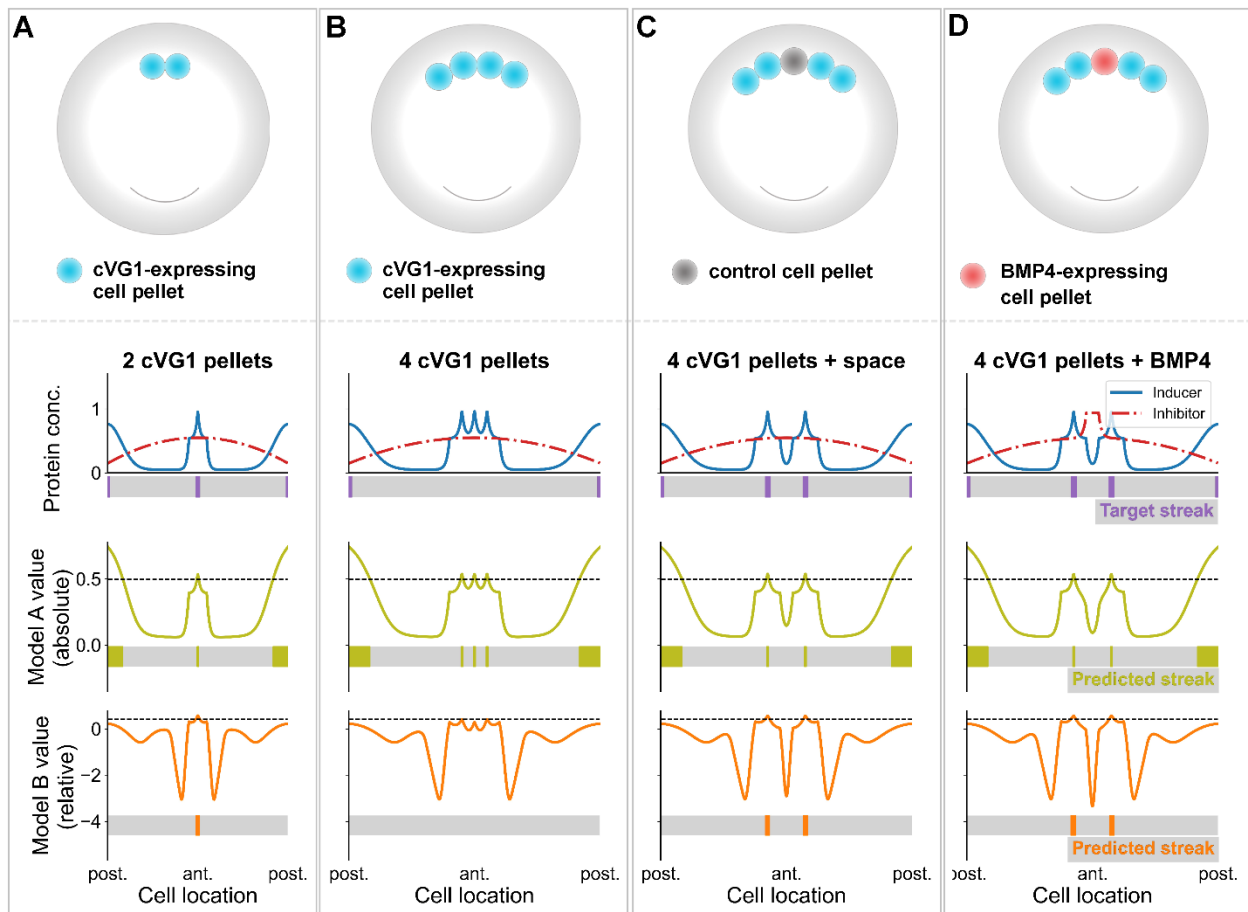 A
B
C
D
cVG1-expressing
cell pellet
cVG1-expressing
cell pellet
control cell pellet
BMP4-expressing
cell pellet
2 cVG1 pellets
4 cVG1 pellets
4 cVG1 pellets + space
4 cVG1 pellets + BMP4
Protein conc.
1
0
Inducer
Inhibitor
Target streak
Model A value
(absolute)
0.5
0.0
Predicted streak
Model B value
(relative)
0
−2
−4
Predicted streak
post. ant. post.
Cell location
post. ant. post.
Cell location
post. ant. post.
Cell location
post. ant. post.
Cell location